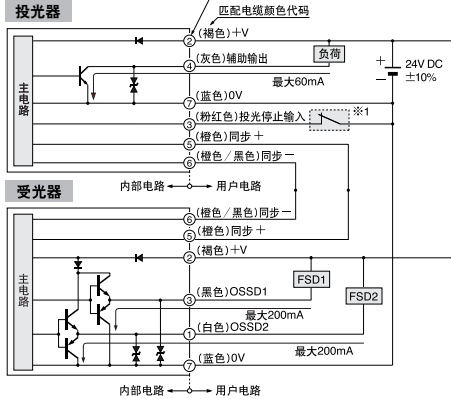 投光器
匹配电缆颜色代码
主电路
② (褐色)+V
④ (灰色)辅助输出
负荷
最大60mA
+
−
24V DC
±10%
⑦ (蓝色)0V
③ (粉红色)投光停止输入
※1
⑤ (橙色)同步＋
⑥ (橙色／黑色)同步－
内部电路
用户电路
受光器
主电路
⑥ (橙色／黑色)同步－
⑤ (橙色)同步＋
② (褐色)+V
FSD1
FSD2
③ (黑色)OSSD1
最大200mA
① (白色)OSSD2
最大200mA
⑦ (蓝色)0V
内部电路
用户电路